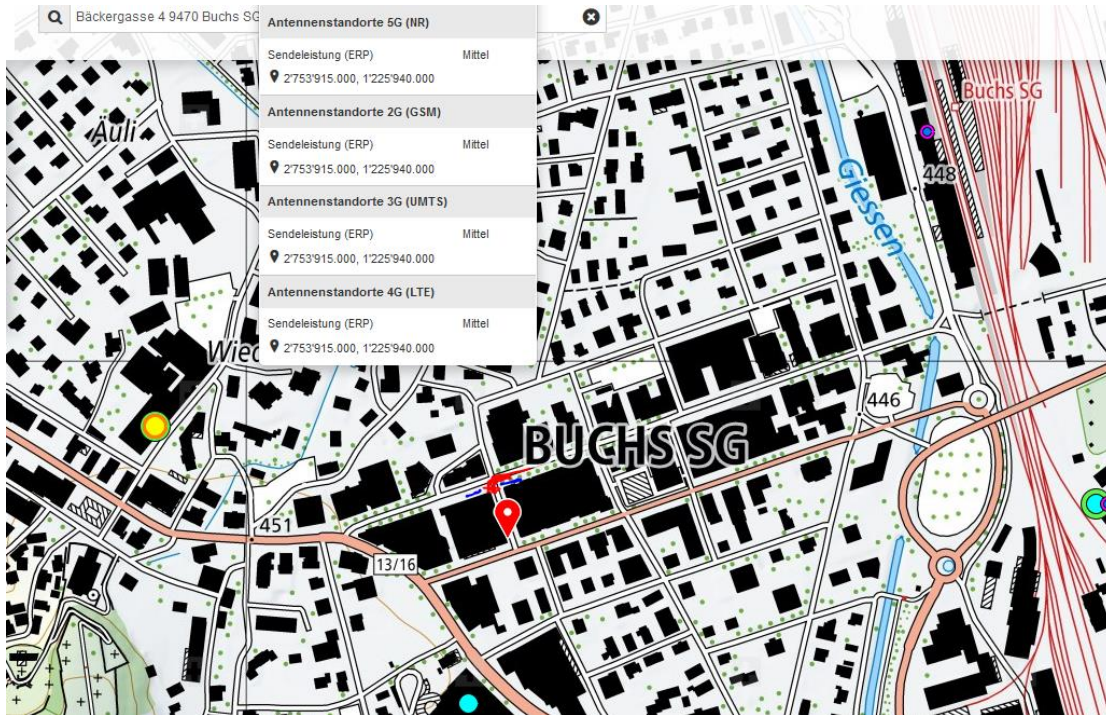 Bäckergasse 4 9470 Buchs SG
Antennenstandorte 5G (NR)
Sendeleistung (ERP) Mittel
2'753'915.000, 1'225'940.000
Antennenstandorte 2G (GSM)
Sendeleistung (ERP) Mittel
2'753'915.000, 1'225'940.000
Antennenstandorte 3G (UMTS)
Sendeleistung (ERP) Mittel
2'753'915.000, 1'225'940.000
Antennenstandorte 4G (LTE)
Sendeleistung (ERP) Mittel
2'753'915.000, 1'225'940.000
Buchs SG
Äuli
448
Giessen
446
BUCHS SG
451
13/16